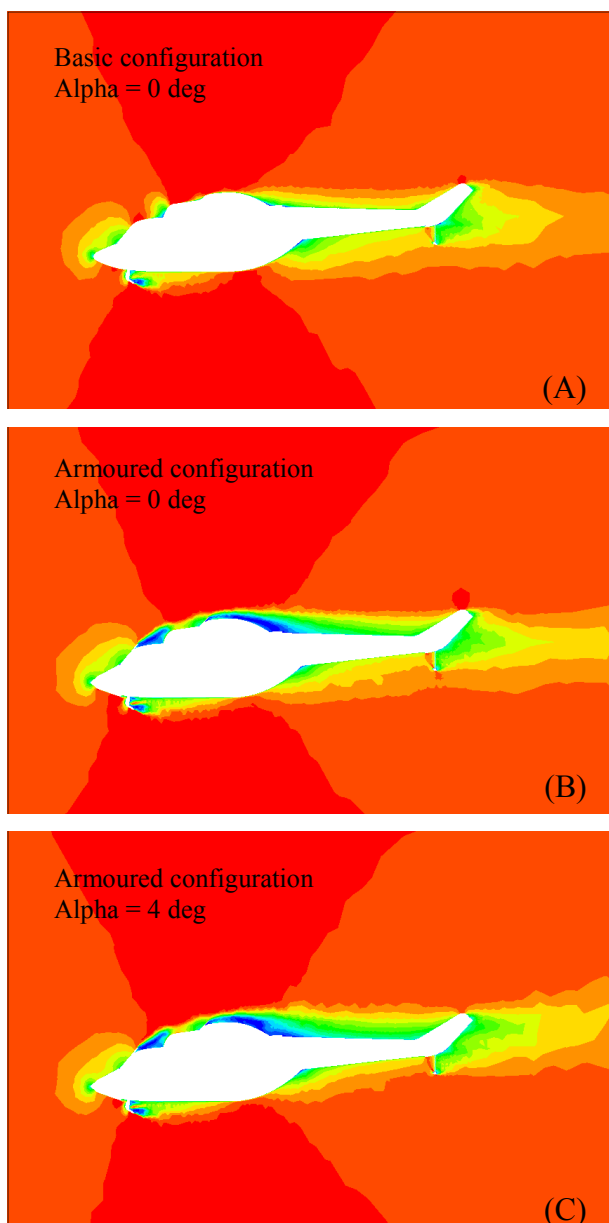 Basic configuration
Alpha = 0 deg
(A)
Armoured configuration
Alpha = 0 deg
(B)
Armoured configuration
Alpha = 4 deg
(C)